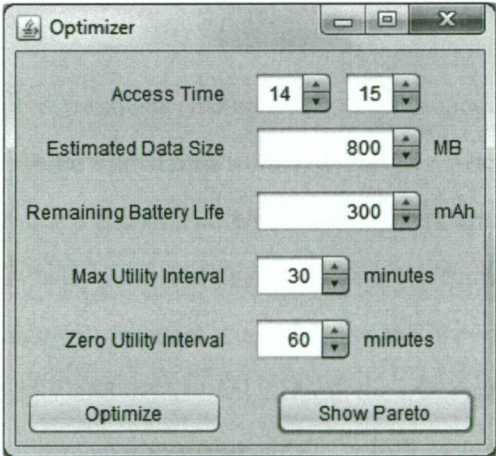 Optimizer
Access Time 14 15
Estimated Data Size 800 MB
Remaining Battery Life 300 mAh
Max Utility Interval 30 minutes
Zero Utility Interval 60 minutes
Optimize Show Pareto